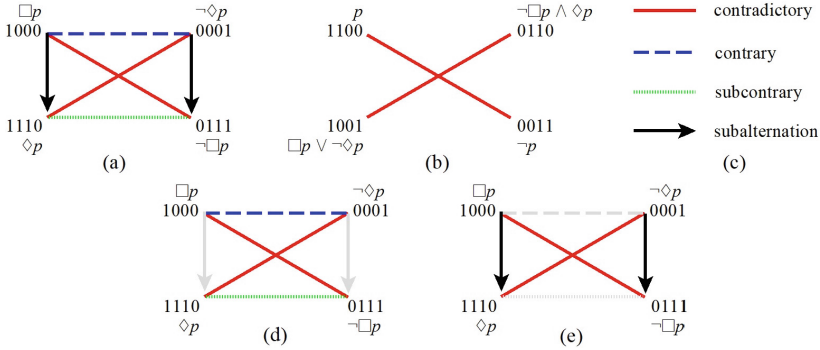 □p ¬◊p
1000 0001
1110 0111
◊p ¬□p
(a)
p ¬□p ∧ ◊p
1100 0110
1001 0011
□p ∨ ¬◊p ¬p
(b)
contradictory
contrary
subcontrary
subalternation
(c)
□p ¬◊p
1000 0001
1110 0111
◊p ¬□p
(d)
□p ¬◊p
1000 0001
1110 0111
◊p ¬□p
(e)